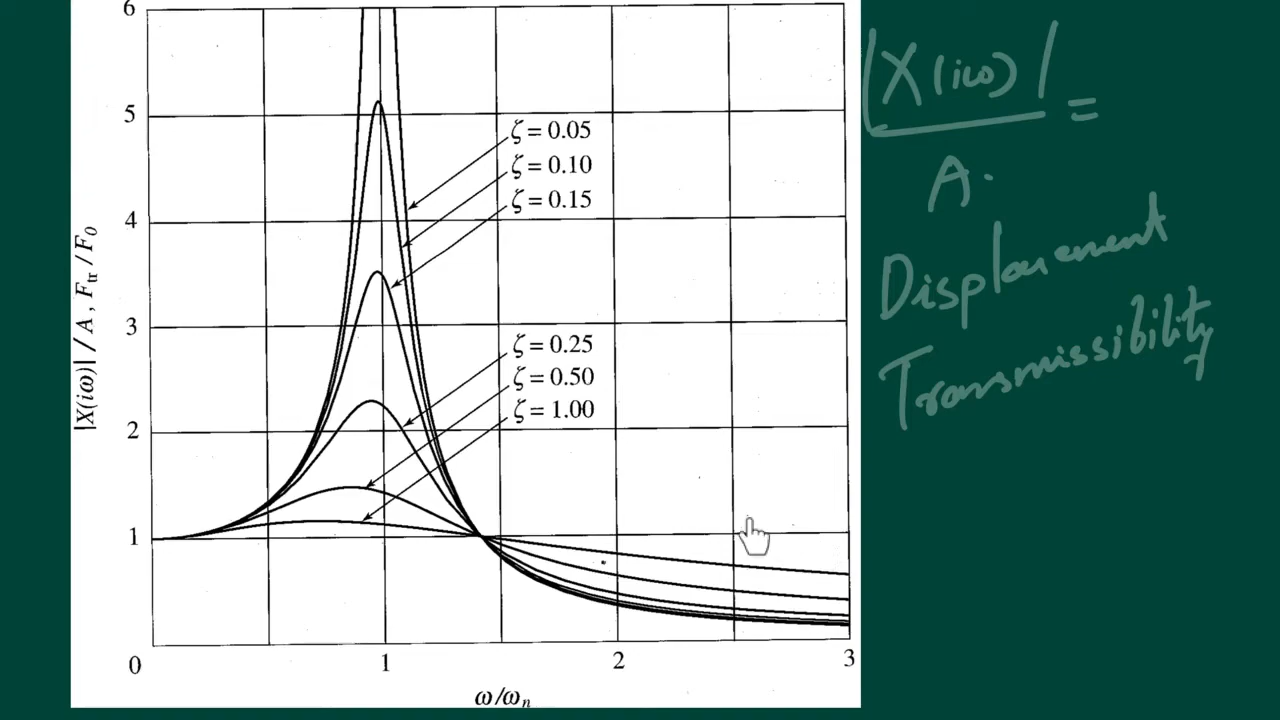 6
5
4
3
2
1
0
1
2
3
|X(iω)| / A , F_tr / F_0
ω/ω_n
ζ = 0.05
ζ = 0.10
ζ = 0.15
ζ = 0.25
ζ = 0.50
ζ = 1.00
|X(iω)| =
A.
Displacement
Transmissibility